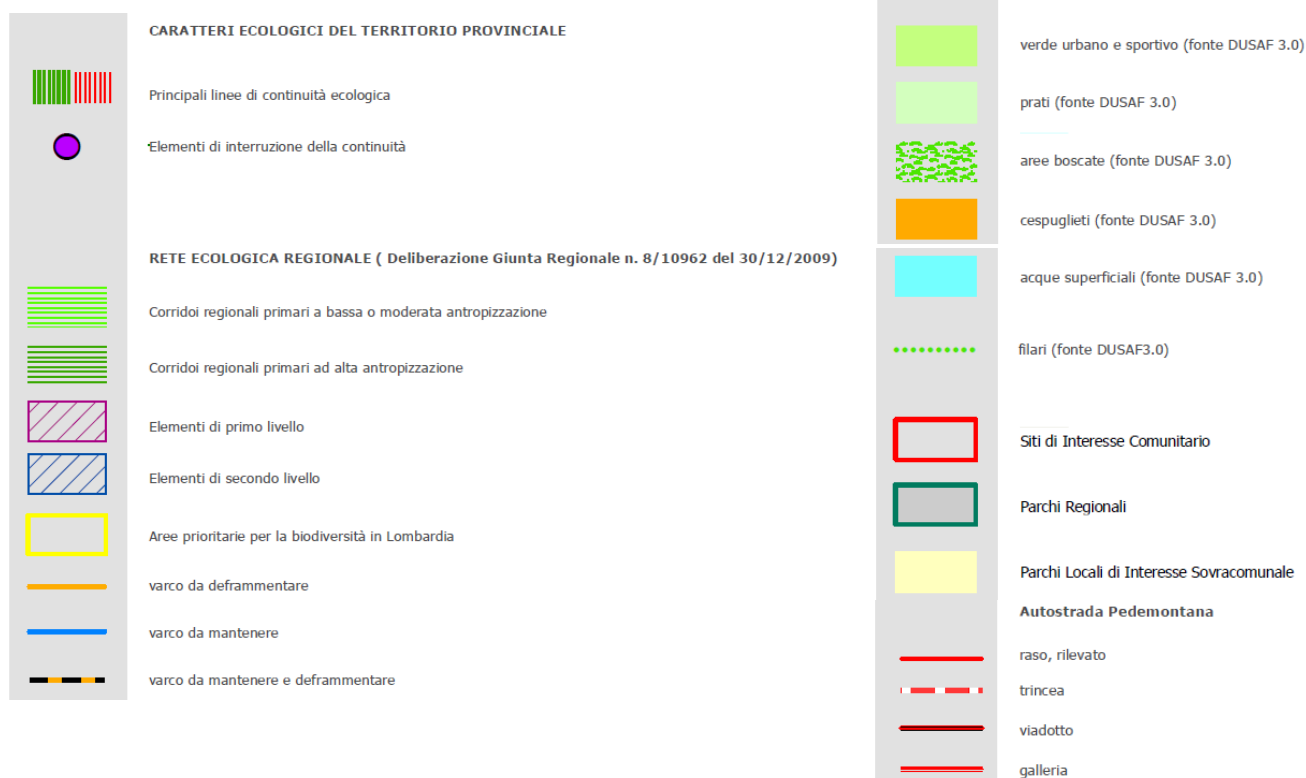 CARATTERI ECOLOGICI DEL TERRITORIO PROVINCIALE
Principali linee di continuità ecologica
Elementi di interruzione della continuità
RETE ECOLOGICA REGIONALE ( Deliberazione Giunta Regionale n. 8/10962 del 30/12/2009)
Corridoi regionali primari a bassa o moderata antropizzazione
Corridoi regionali primari ad alta antropizzazione
Elementi di primo livello
Elementi di secondo livello
Aree prioritarie per la biodiversità in Lombardia
varco da deframmentare
varco da mantenere
varco da mantenere e deframmentare
verde urbano e sportivo (fonte DUSAF 3.0)
prati (fonte DUSAF 3.0)
aree boscate (fonte DUSAF 3.0)
cespuglieti (fonte DUSAF 3.0)
acque superficiali (fonte DUSAF 3.0)
filari (fonte DUSAF3.0)
Siti di Interesse Comunitario
Parchi Regionali
Parchi Locali di Interesse Sovracomunale
Autostrada Pedemontana
raso, rilevato
trincea
viadotto
galleria